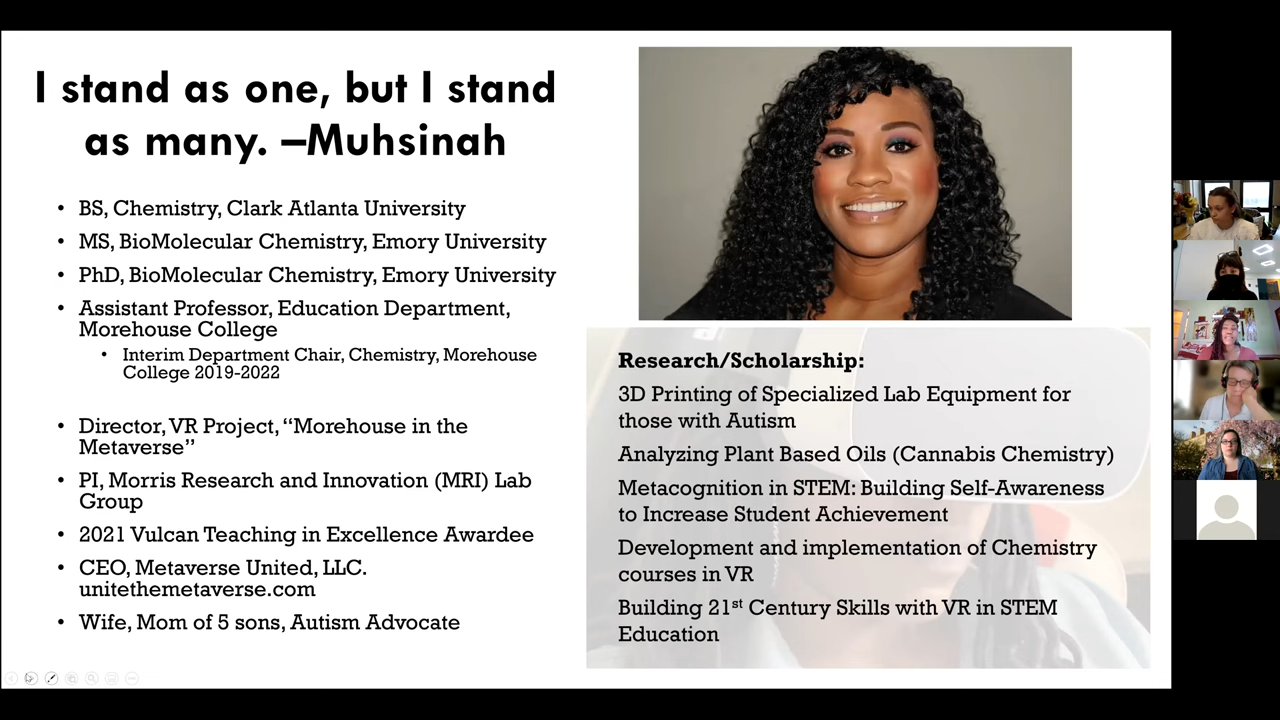 I stand as one, but I stand
as many. –Muhsinah
• BS, Chemistry, Clark Atlanta University
• MS, BioMolecular Chemistry, Emory University
• PhD, BioMolecular Chemistry, Emory University
• Assistant Professor, Education Department,
Morehouse College
• Interim Department Chair, Chemistry, Morehouse
College 2019-2022
• Director, VR Project, “Morehouse in the
Metaverse”
• PI, Morris Research and Innovation (MRI) Lab
Group
• 2021 Vulcan Teaching in Excellence Awardee
• CEO, Metaverse United, LLC.
unitethemetaverse.com
• Wife, Mom of 5 sons, Autism Advocate
Research/Scholarship:
3D Printing of Specialized Lab Equipment for
those with Autism
Analyzing Plant Based Oils (Cannabis Chemistry)
Metacognition in STEM: Building Self-Awareness
to Increase Student Achievement
Development and implementation of Chemistry
courses in VR
Building 21st Century Skills with VR in STEM
Education